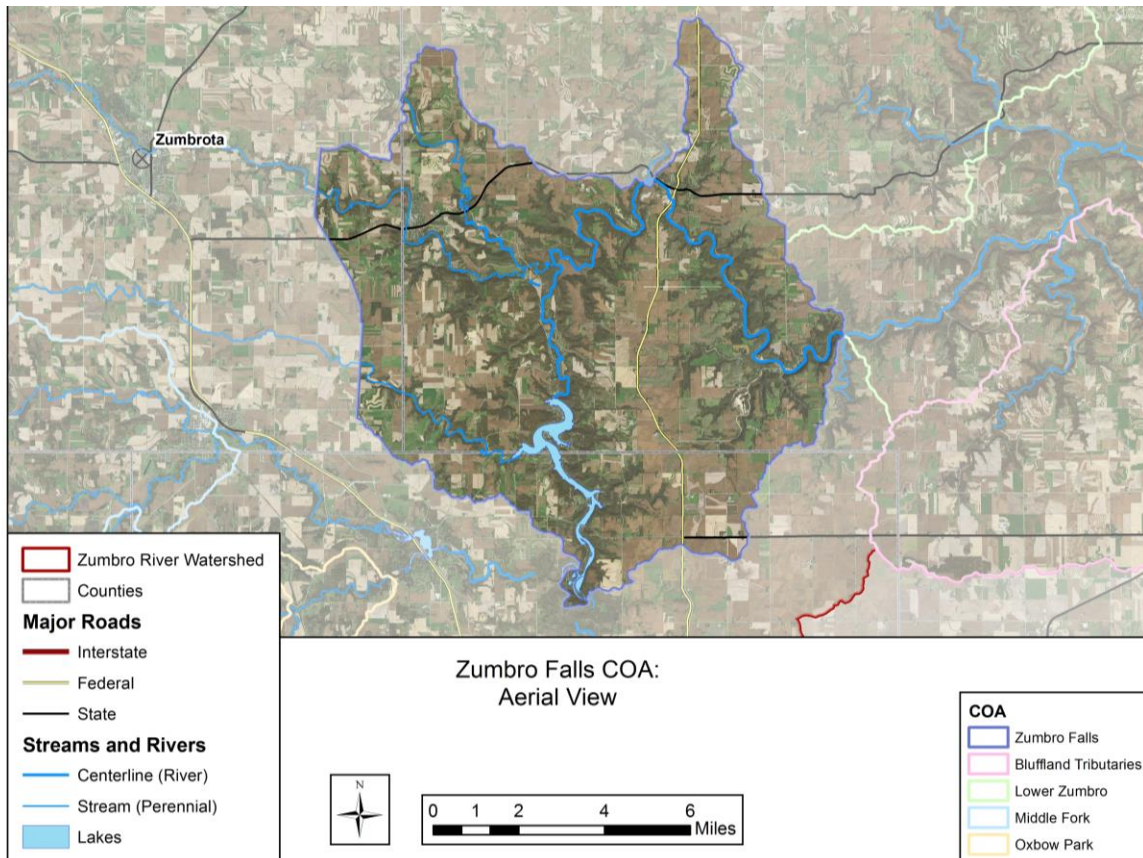 Zumbrota
Zumbro River Watershed
Counties
Major Roads
Interstate
Federal
State
Streams and Rivers
Centerline (River)
Stream (Perennial)
Lakes
Zumbro Falls COA:
Aerial View
N
0 1 2 4 6
Miles
COA
Zumbro Falls
Bluffland Tributaries
Lower Zumbro
Middle Fork
Oxbow Park